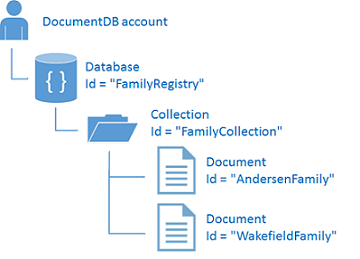 DocumentDB account
Database
Id = "FamilyRegistry"
Collection
Id = "FamilyCollection"
Document
Id = "AndersenFamily"
Document
Id = "WakefieldFamily"